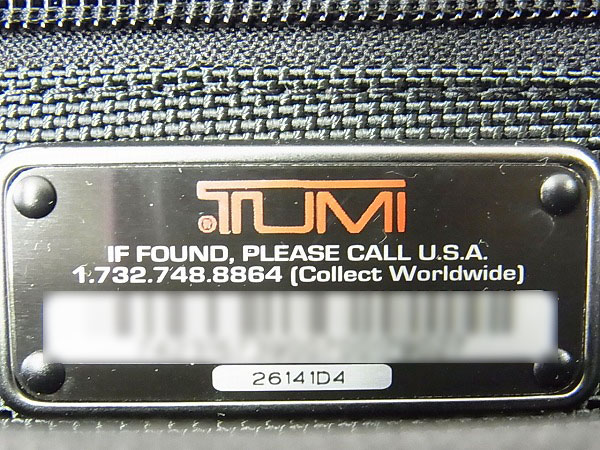 TUMI
IF FOUND, PLEASE CALL U.S.A.
1.732.748.8864 (Collect Worldwide)
26141D4